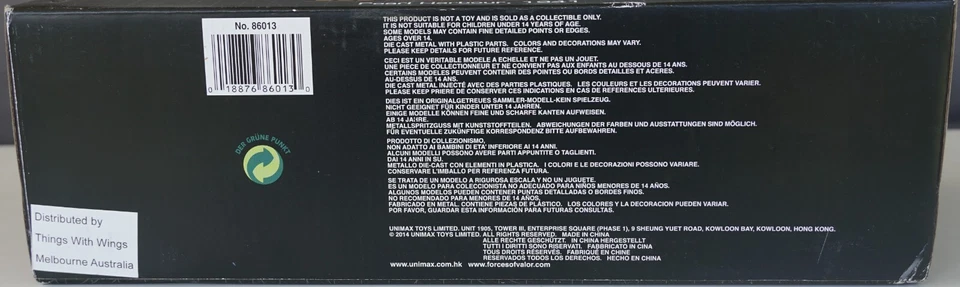 Pearl Harbour, 1941
No. 86013
0 18876 86013 0
DER GRÜNE PUNKT
Distributed by
Things With Wings
Melbourne Australia
THIS PRODUCT IS NOT A TOY AND IS SOLD AS A COLLECTIBLE ONLY.
IT IS NOT SUITABLE FOR CHILDREN UNDER 14 YEARS OF AGE.
SOME MODELS MAY CONTAIN FINE DETAILED POINTS OR EDGES.
AGES OVER 14.
DIE CAST METAL WITH PLASTIC PARTS. COLORS AND DECORATIONS MAY VARY.
PLEASE KEEP DETAILS FOR FUTURE REFERENCE.
CECI EST UN VERITABLE MODELE A ECHELLE ET NE PAS UN JOUET.
UNE PIECE DE COLLECTIONEUR ET NE CONVIENT PAS AUX ENFANTS AU DESSOUS DE 14 ANS.
CERTAINS MODELES PEUVENT CONTENIR DES POINTES OU BORDS DETAILLES ET ACERES.
AU-DESSUS DE 14 ANS.
DIE CAST METAL INJECTÉ AVEC DES PARTIES PLASTIQUES. LES COULEURS ET LES DECORATIONS PEUVENT VARIER.
PLEASE KEEP PRIERE DE CONSERVER CES INDICATIONS EN CAS DE REFERENCES ULTERIEURES.
DIES IST EIN ORIGINALGETREUES SAMMLER-MODELL-KEIN SPIELZEUG.
NICHT GEEIGNET FÜR KINDER UNTER 14 JAHREN.
EINIGE MODELLE KÖNNEN FEINE UND SCHARFE KANTEN AUFWEISEN.
AB 14 JAHRE.
METALLSPRITZGUSS MIT KUNSTSTOFFTEILEN. ABWEICHUNGEN DER FARBEN UND AUSSTATTUNGEN SIND MÖGLICH.
FÜR EVENTUELLE ZUKÜNFTIGE KORRESPONDENZ BITTE AUFBEWAHREN.
PRODOTTO DI COLLEZIONISMO,
NON ADATTO AI BAMBINI DI ETA' INFERIORE AI 14 ANNI.
ALCUNI MODELLI POSSONO AVERE PARTI APPUNTITE O TAGLIENTI.
DAI 14 ANNI IN SU.
METALLO DIE-CAST CON ELEMENTI IN PLASTICA. I COLORI E LE DECORAZIONI POSSONO VARIARE.
CONSERVARE L'IMBALLO PER REFERENZA FUTURA.
SE TRATA DE UN MODELO A RIGUROSA ESCALA Y NO UN JUGUETE.
ES UN MODELO PARA COLECCIONISTA NO ADECUADO PARA NIÑOS MENORES DE 14 AÑOS.
ALGUNOS MODELOS PUEDEN CONTENER PUNTAS DETALLADAS O BORDES FINOS.
NO RECOMENDADO PARA MENORES DE 14 AÑOS,
FABRICADO EN METAL. CONTIENE PIEZAS DE PLÁSTICO. LOS COLORES Y LA DECORACION PUEDEN VARIAR.
POR FAVOR, GUARDAR ESTA INFORMACIÓN PARA FUTURAS CONSULTAS.
UNIMAX TOYS LIMITED. UNIT 1905, TOWER III, ENTERPRISE SQUARE (PHASE 1), 9 SHEUNG YUET ROAD, KOWLOON BAY, KOWLOON, HONG KONG.
© 2014 UNIMAX TOYS LIMITED. ALL RIGHTS RESERVED. MADE IN CHINA
ALLE RECHTE GESCHÜTZT. IN CHINA HERGESTELLT
TUTTI I DIRITTI SONO RISERVATI. FABBRICATO IN CINA
TOUS DROITS RÉSERVÉS. FABRIQUÉ EN CHINE
RESERVADOS TODOS LOS DERECHOS. HECHO EN CHINA
www.unimax.com.hk www.forcesofvalor.com